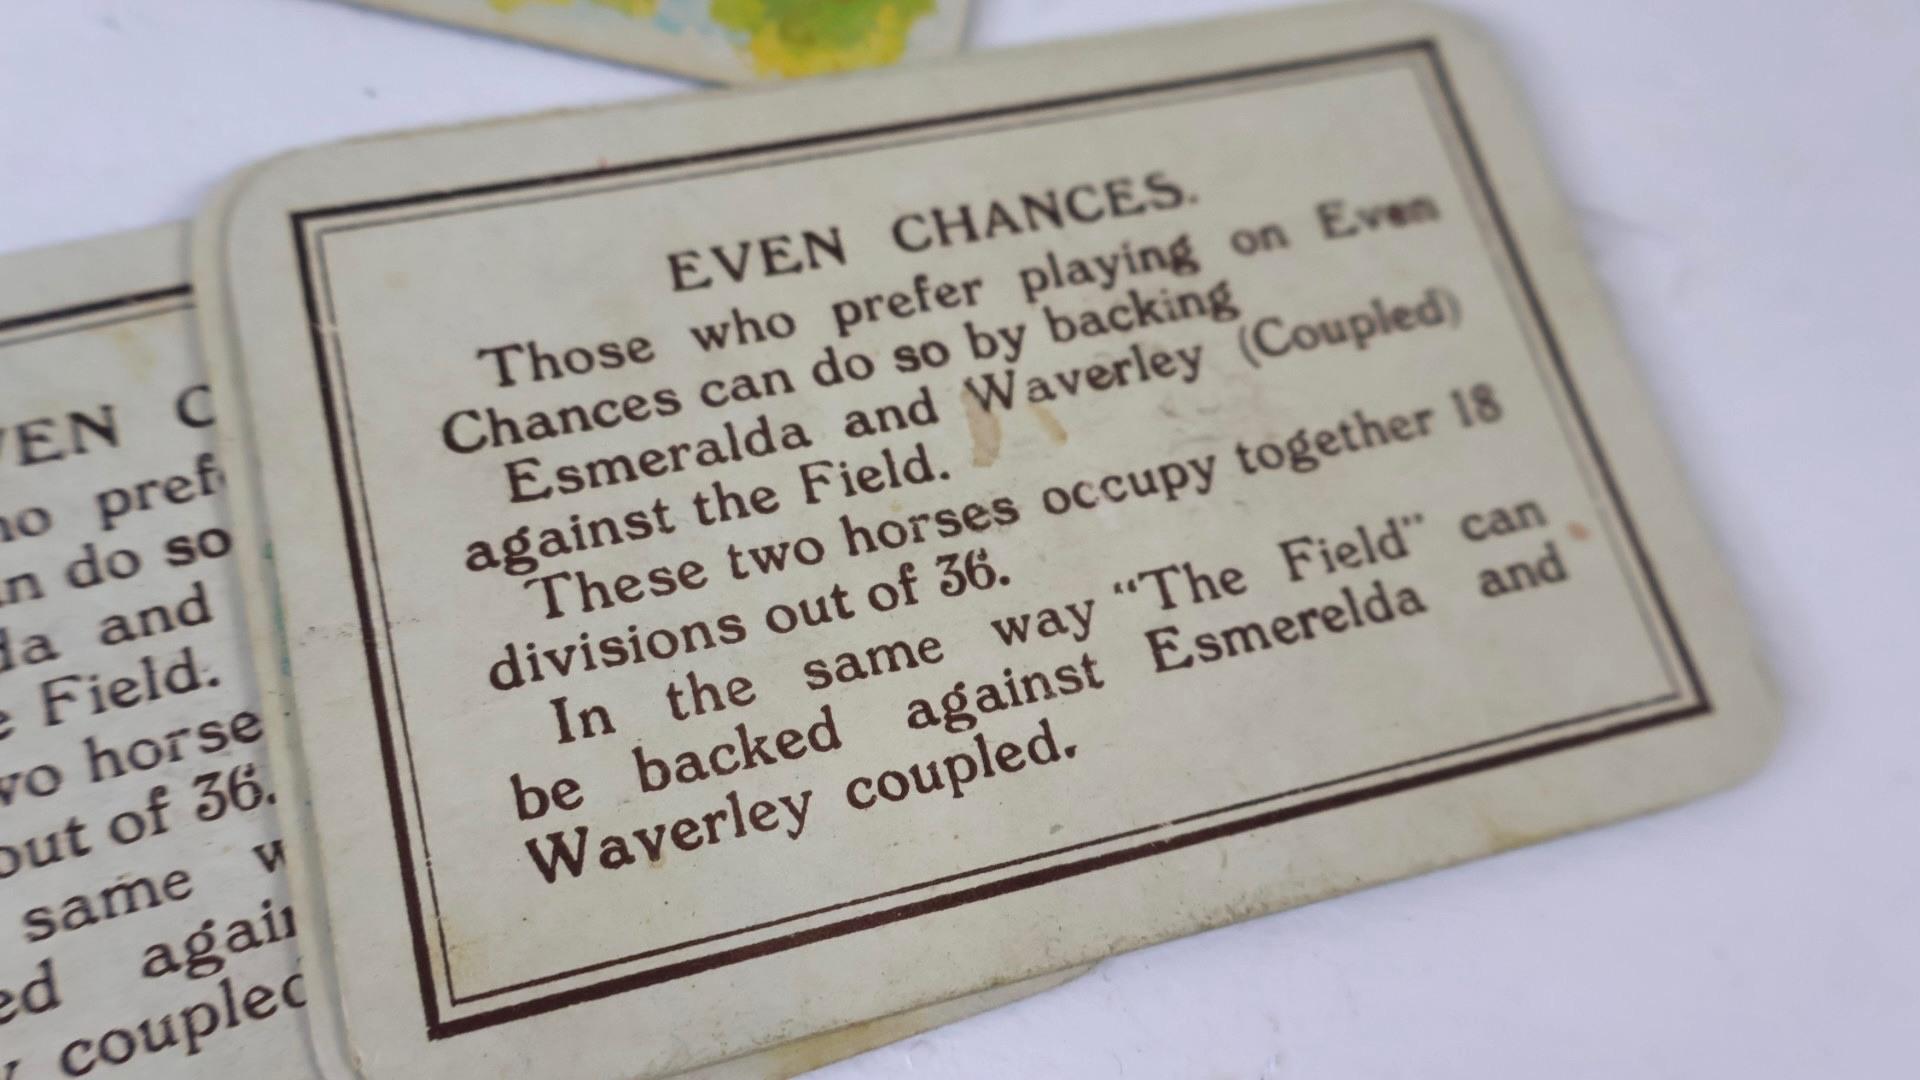 EVEN CHANCES.
Those who prefer playing on Even
Chances can do so by backing
Esmeralda and Waverley (Coupled)
against the Field.
These two horses occupy together 18
divisions out of 36.
In the same way "The Field" can
be backed against Esmerelda and
Waverley coupled.
VEN C
no pref
n do so
da and
e Field.
wo horse
out of 36.
same w
ed again
y coupled